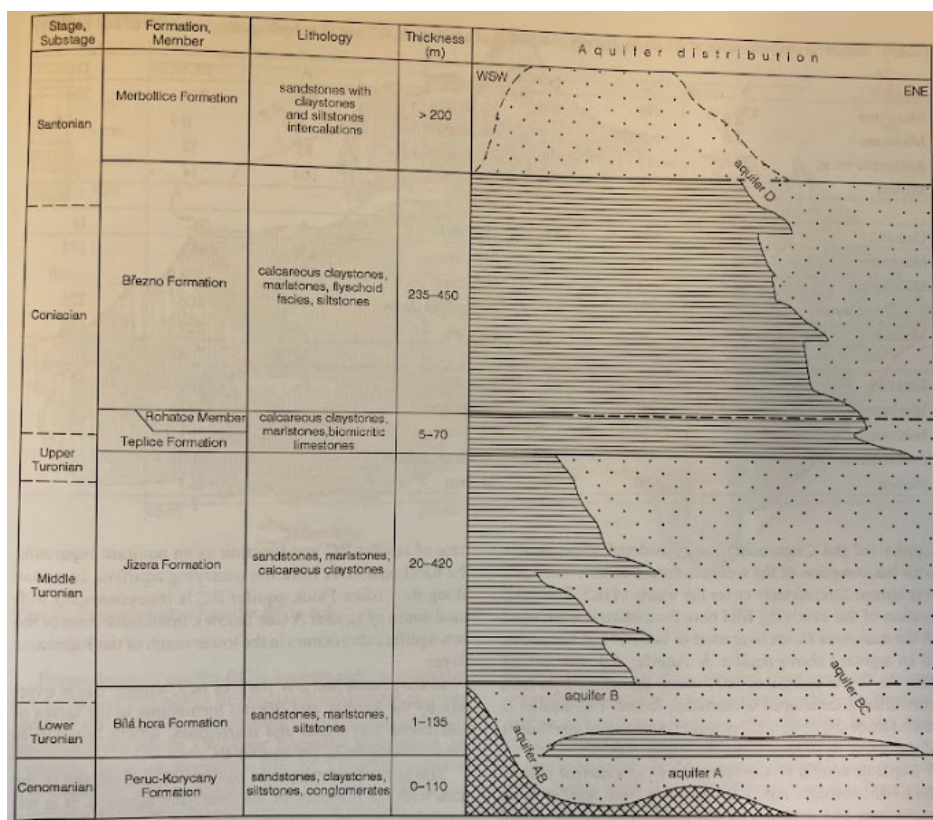 Stage,
Substage
Formation,
Member
Lithology
Thickness
(m)
Aquifer distribution
WSW
ENE
Santonian
Merboltice Formation
sandstones with
claystones
and siltstones
intercalations
> 200
aquifer D
Coniacian
Březno Formation
calcareous claystones,
marlstones, flyschoid
facies, siltstones
235–450
Rohatce Member
Teplice Formation
calcareous claystones,
marlstones, biomicritic
limestones
5–70
Upper
Turonian
Middle
Turonian
Jizera Formation
sandstones, marlstones,
calcareous claystones
20–420
aquifer BC
aquifer B
Lower
Turonian
Bílá hora Formation
sandstones, marlstones,
siltstones
1–135
aquifer AB
aquifer A
Cenomanian
Peruc-Korycany
Formation
sandstones, claystones,
siltstones, conglomerates
0–110